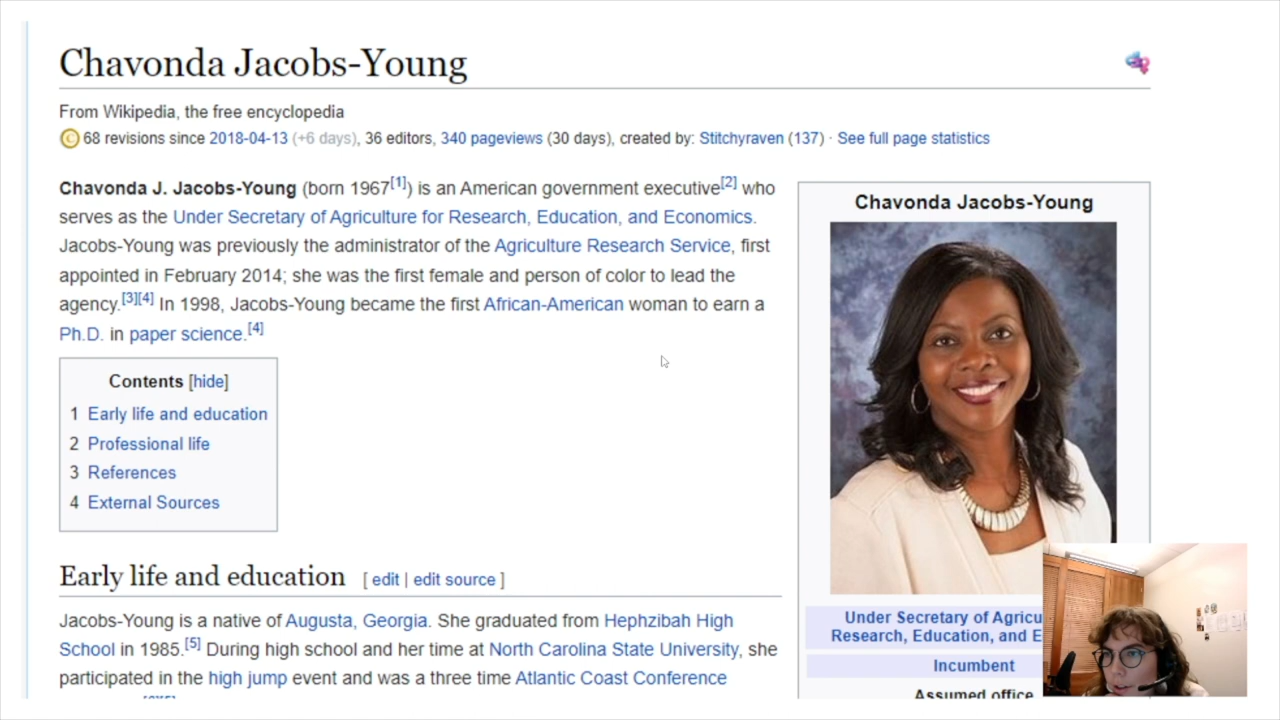 Chavonda Jacobs-Young
From Wikipedia, the free encyclopedia
68 revisions since 2018-04-13 (+6 days), 36 editors, 340 pageviews (30 days), created by: Stitchyraven (137) · See full page statistics
Chavonda J. Jacobs-Young (born 1967[1]) is an American government executive[2] who
serves as the Under Secretary of Agriculture for Research, Education, and Economics.
Jacobs-Young was previously the administrator of the Agriculture Research Service, first
appointed in February 2014; she was the first female and person of color to lead the
agency.[3][4] In 1998, Jacobs-Young became the first African-American woman to earn a
Ph.D. in paper science.[4]
Contents [hide]
1 Early life and education
2 Professional life
3 References
4 External Sources
Early life and education [ edit | edit source ]
Jacobs-Young is a native of Augusta, Georgia. She graduated from Hephzibah High
School in 1985.[5] During high school and her time at North Carolina State University, she
participated in the high jump event and was a three time Atlantic Coast Conference
Chavonda Jacobs-Young
Under Secretary of Agricu
Research, Education, and E
Incumbent
Assumed office